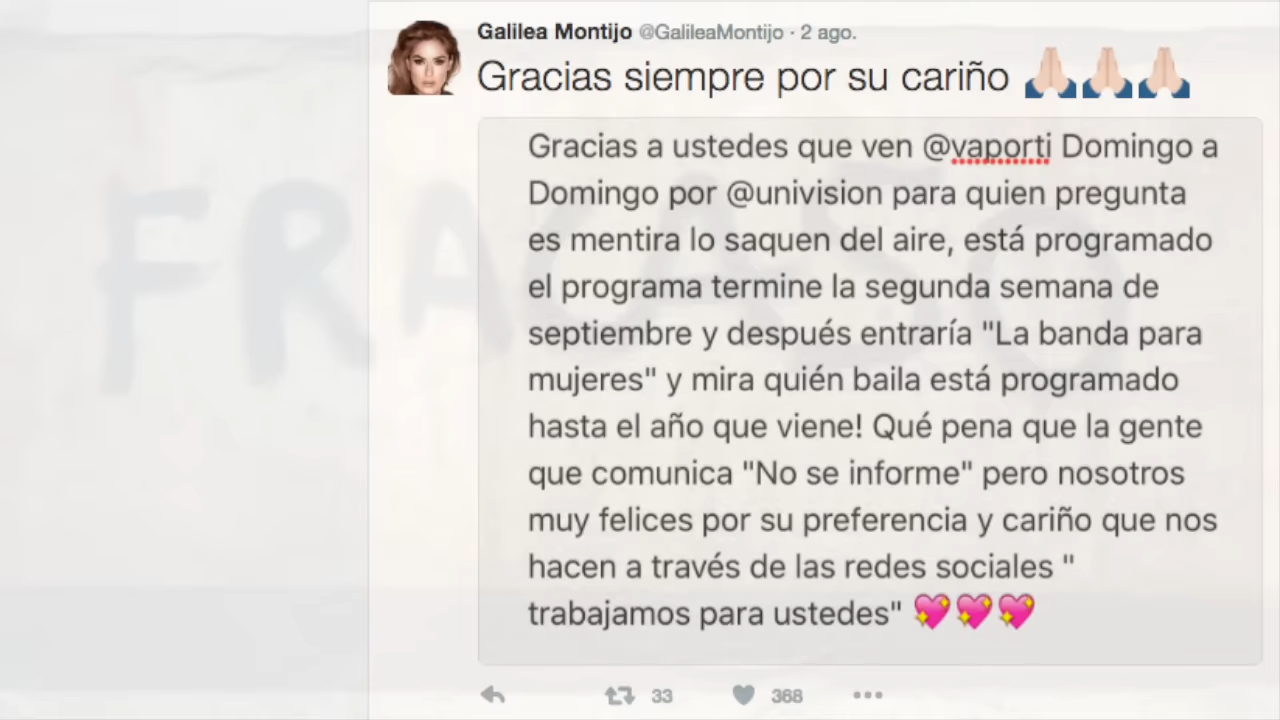 Galilea Montijo @GalileaMontijo · 2 ago.
Gracias siempre por su cariño 🙏🏻🙏🏻🙏🏻
Gracias a ustedes que ven @vaporti Domingo a
Domingo por @univision para quien pregunta
es mentira lo saquen del aire, está programado
el programa termine la segunda semana de
septiembre y después entraría "La banda para
mujeres" y mira quién baila está programado
hasta el año que viene! Qué pena que la gente
que comunica "No se informe" pero nosotros
muy felices por su preferencia y cariño que nos
hacen a través de las redes sociales "
trabajamos para ustedes" 💖💖💖
33 368
FRACASO